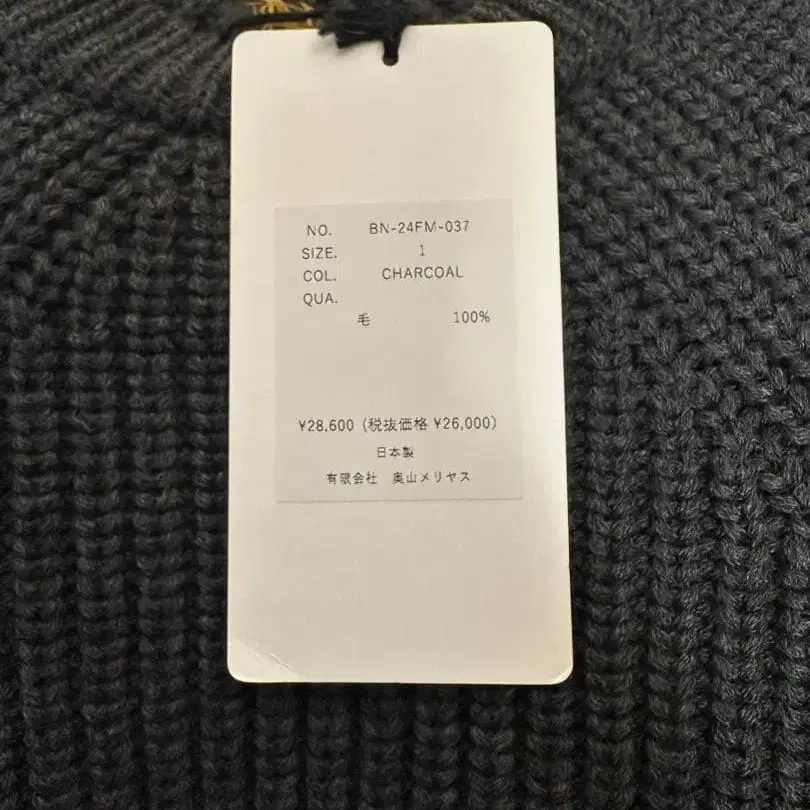 NO. BN-24FM-037
SIZE. 1
COL. CHARCOAL
QUA.
毛 100%
¥28,600 (税抜価格 ¥26,000)
日本製
有限会社 奥山メリヤス